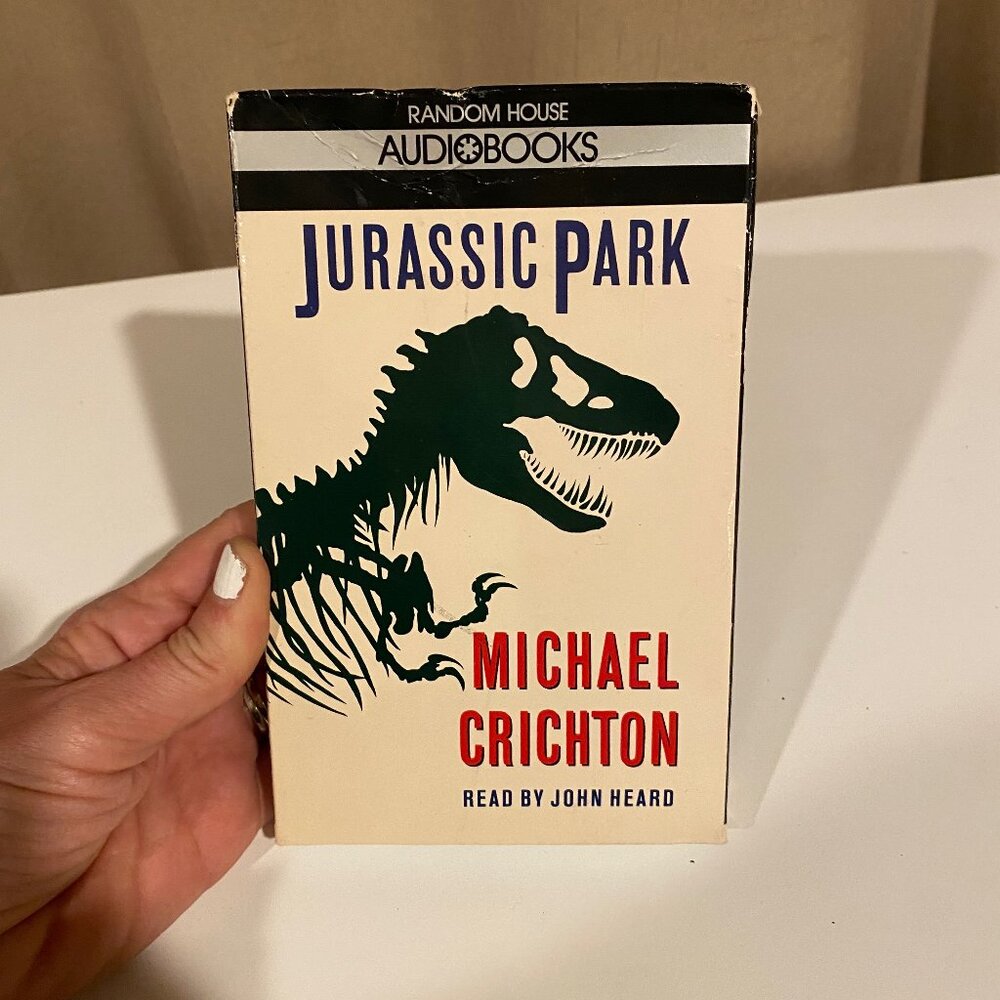 RANDOM HOUSE
AUDIOBOOKS
JURASSIC PARK
MICHAEL
CRICHTON
READ BY JOHN HEARD